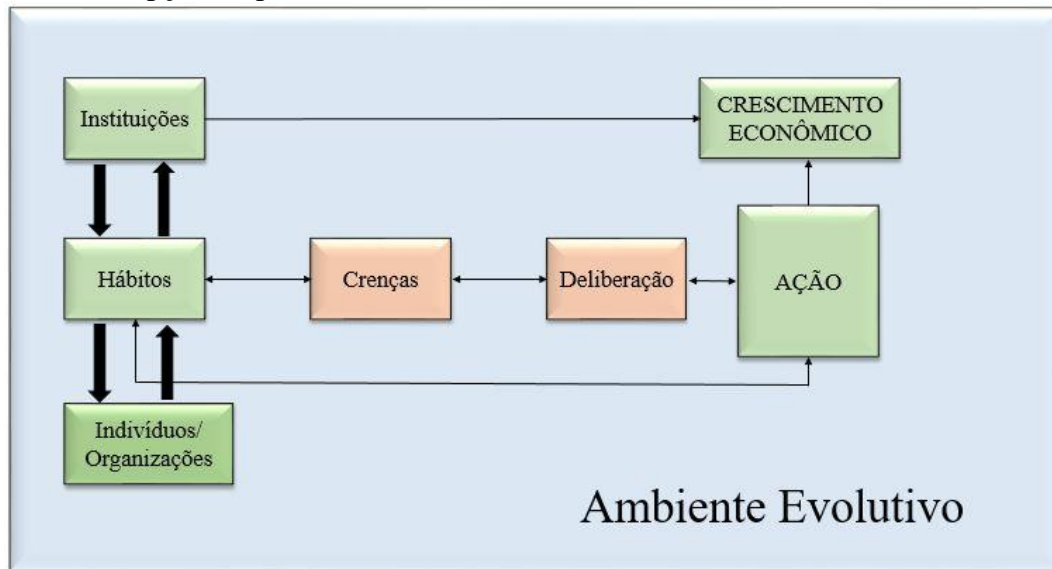 Instituições
CRESCIMENTO
ECONÔMICO
Hábitos
Crenças
Deliberação
AÇÃO
Indivíduos/
Organizações
Ambiente Evolutivo